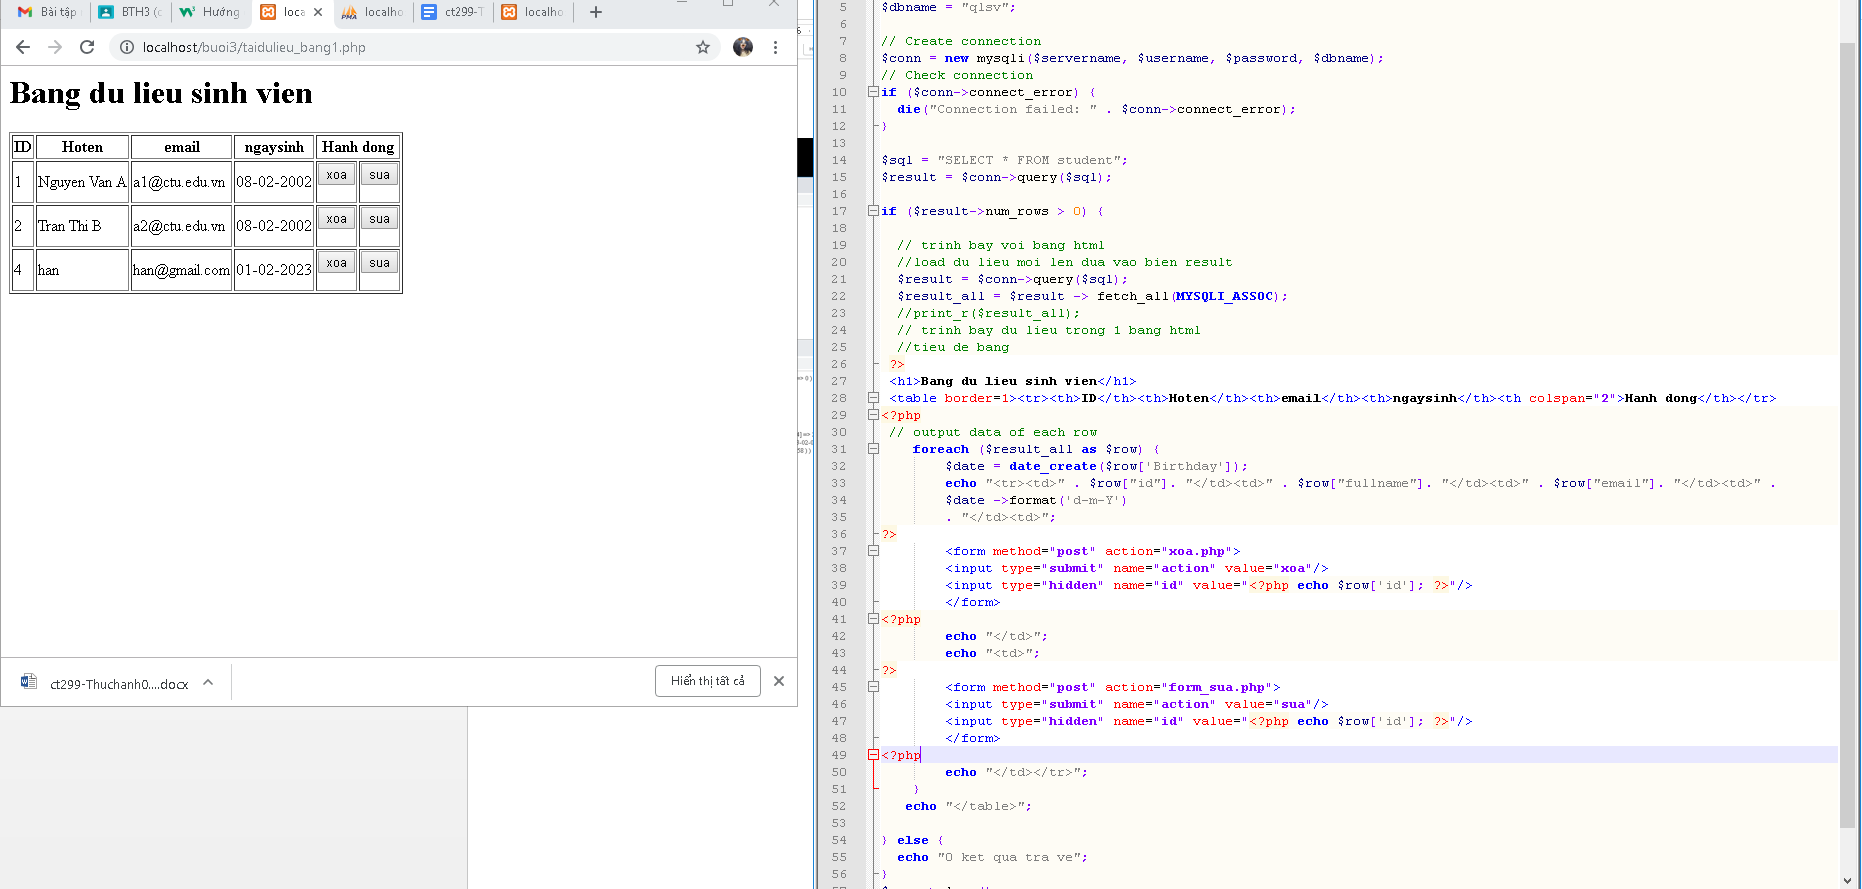 Bài tập
BTH3 (c
Hướng
loca
localho
ct299-T
localho
localhost/buoi3/taidulieu_bang1.php
Bang du lieu sinh vien
ID Hoten email ngaysinh Hanh dong
1 Nguyen Van A a1@ctu.edu.vn 08-02-2002 xoa sua
2 Tran Thi B a2@ctu.edu.vn 08-02-2002 xoa sua
4 han han@gmail.com 01-02-2023 xoa sua
ct299-Thuchanh0....docx
Hiển thị tất cả
5 $dbname = "qlsv";
6
7 // Create connection
8 $conn = new mysqli($servername, $username, $password, $dbname);
9 // Check connection
10 if ($conn->connect_error) {
11 die("Connection failed: " . $conn->connect_error);
12 }
13
14 $sql = "SELECT * FROM student";
15 $result = $conn->query($sql);
16
17 if ($result->num_rows > 0) {
18
19 // trinh bay voi bang html
20 //load du lieu moi len dua vao bien result
21 $result = $conn->query($sql);
22 $result_all = $result -> fetch_all(MYSQLI_ASSOC);
23 //print_r($result_all);
24 // trinh bay du lieu trong 1 bang html
25 //tieu de bang
26 ?>
27 <h1>Bang du lieu sinh vien</h1>
28 <table border=1><tr><th>ID</th><th>Hoten</th><th>email</th><th>ngaysinh</th><th colspan="2">Hanh dong</th></tr>
29 <?php
30 // output data of each row
31 foreach ($result_all as $row) {
32 $date = date_create($row['Birthday']);
33 echo "<tr><td>" . $row["id"]. "</td><td>" . $row["fullname"]. "</td><td>" . $row["email"]. "</td><td>" .
34 $date ->format('d-m-Y')
35 . "</td><td>";
36 ?>
37 <form method="post" action="xoa.php">
38 <input type="submit" name="action" value="xoa"/>
39 <input type="hidden" name="id" value="<?php echo $row['id']; ?>"/>
40 </form>
41 <?php
42 echo "</td>";
43 echo "<td>";
44 ?>
45 <form method="post" action="form_sua.php">
46 <input type="submit" name="action" value="sua"/>
47 <input type="hidden" name="id" value="<?php echo $row['id']; ?>"/>
48 </form>
49 <?php
50 echo "</td></tr>";
51 }
52 echo "</table>";
53
54 } else {
55 echo "0 ket qua tra ve";
56 }